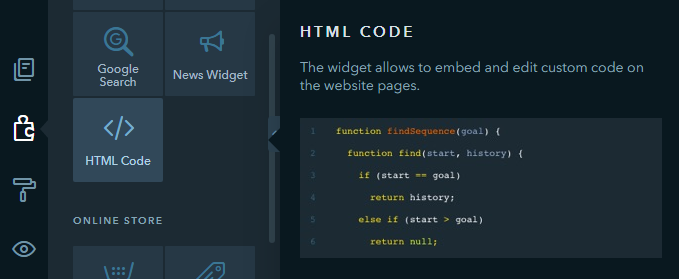 Google
Search
News Widget
HTML Code
ONLINE STORE
HTML CODE
The widget allows to embed and edit custom code on
the website pages.
1 function findSequence(goal) {
2 function find(start, history) {
3 if (start == goal)
4 return history;
5 else if (start > goal)
6 return null;